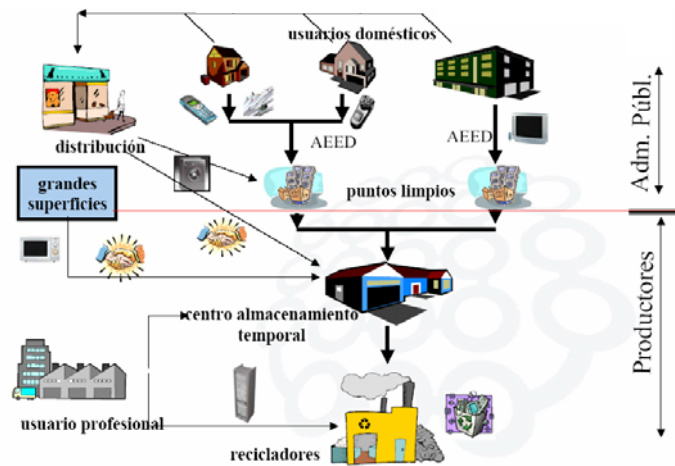 usuarios domésticos
AEED
AEED
distribución
grandes
superficies
puntos limpios
centro almacenamiento
temporal
usuario profesional
recicladores
Adm. Públ.
Productores